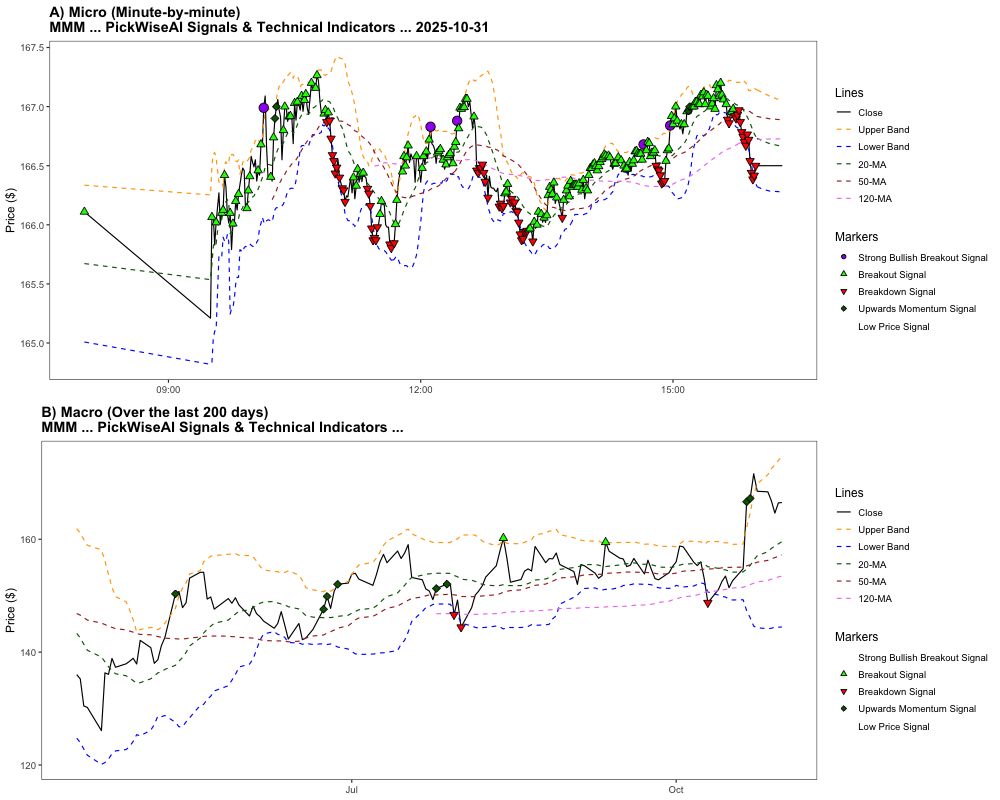 A) Micro (Minute-by-minute)
MMM ... PickWiseAI Signals & Technical Indicators ... 2025-10-31
Price ($)
167.5
167.0
166.5
166.0
165.5
165.0
09:00
12:00
15:00
Lines
Close
Upper Band
Lower Band
20-MA
50-MA
120-MA
Markers
Strong Bullish Breakout Signal
Breakout Signal
Breakdown Signal
Upwards Momentum Signal
Low Price Signal
B) Macro (Over the last 200 days)
MMM ... PickWiseAI Signals & Technical Indicators ...
Price ($)
160
140
120
Jul
Oct
Lines
Close
Upper Band
Lower Band
20-MA
50-MA
120-MA
Markers
Strong Bullish Breakout Signal
Breakout Signal
Breakdown Signal
Upwards Momentum Signal
Low Price Signal